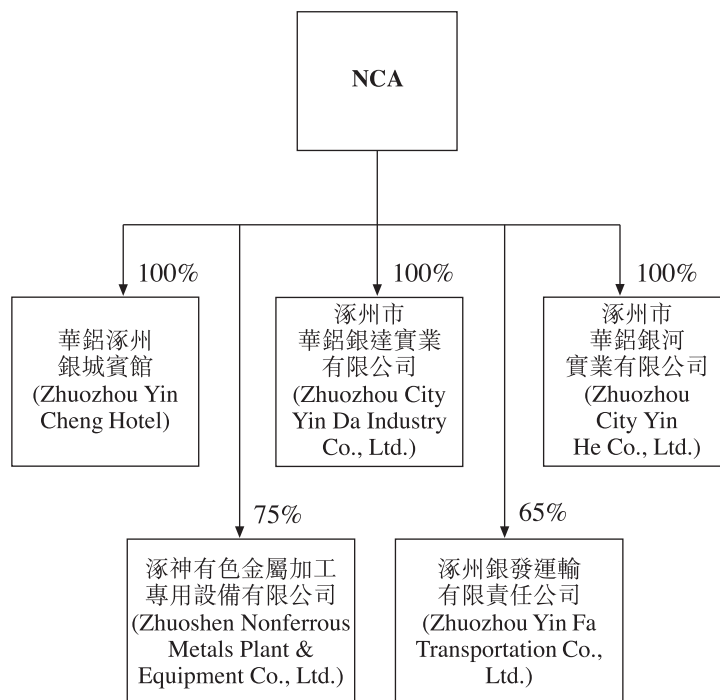 NCA
100%
華鋁涿州
銀城賓館
(Zhuozhou Yin
Cheng Hotel)
100%
涿州市
華鋁銀達實業
有限公司
(Zhuozhou City
Yin Da Industry
Co., Ltd.)
100%
涿州市
華鋁銀河
實業有限公司
(Zhuozhou
City Yin
He Co., Ltd.)
75%
涿神有色金屬加工
專用設備有限公司
(Zhuoshen Nonferrous
Metals Plant &
Equipment Co., Ltd.)
65%
涿州銀發運輸
有限責任公司
(Zhuozhou Yin Fa
Transportation Co.,
Ltd.)